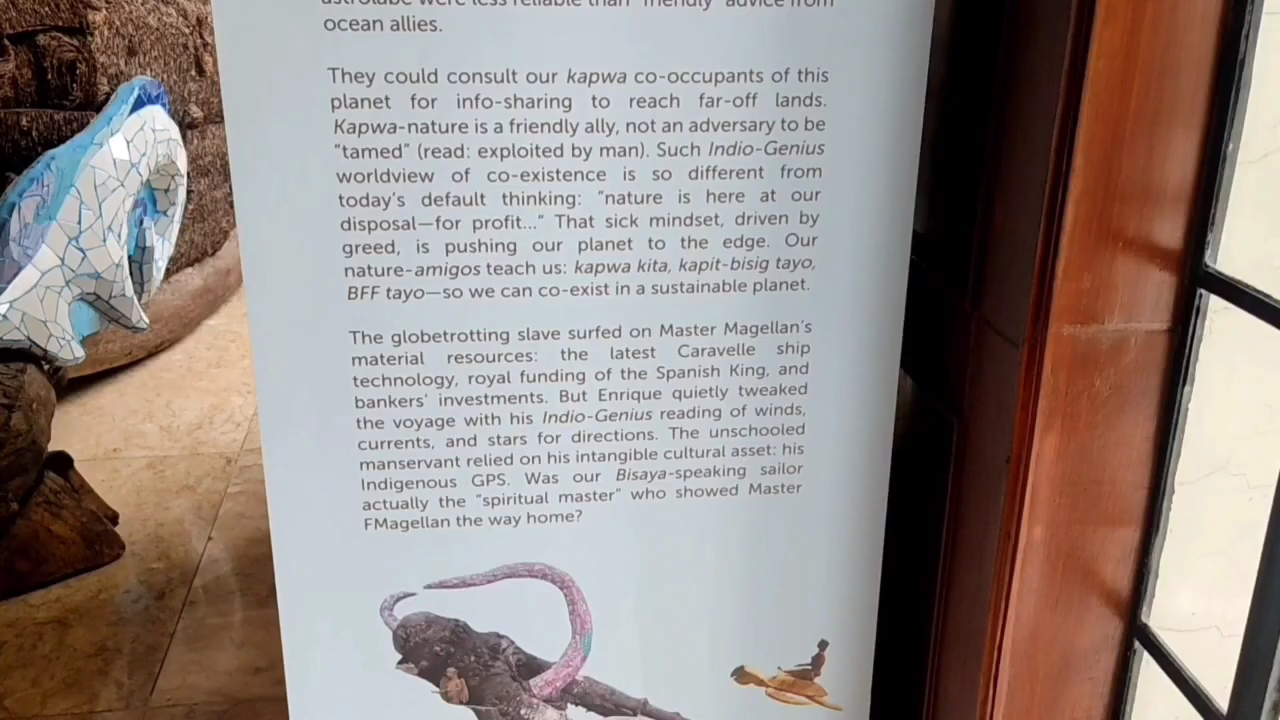 astrolabe were less reliable than "friendly" advice from
ocean allies.
They could consult our kapwa co-occupants of this
planet for info-sharing to reach far-off lands.
Kapwa-nature is a friendly ally, not an adversary to be
"tamed" (read: exploited by man). Such Indio-Genius
worldview of co-existence is so different from
today's default thinking: "nature is here at our
disposal—for profit..." That sick mindset, driven by
greed, is pushing our planet to the edge. Our
nature-amigos teach us: kapwa kita, kapit-bisig tayo,
BFF tayo—so we can co-exist in a sustainable planet.
The globetrotting slave surfed on Master Magellan's
material resources: the latest Caravelle ship
technology, royal funding of the Spanish King, and
bankers' investments. But Enrique quietly tweaked
the voyage with his Indio-Genius reading of winds,
currents, and stars for directions. The unschooled
manservant relied on his intangible cultural asset: his
Indigenous GPS. Was our Bisaya-speaking sailor
actually the "spiritual master" who showed Master
FMagellan the way home?